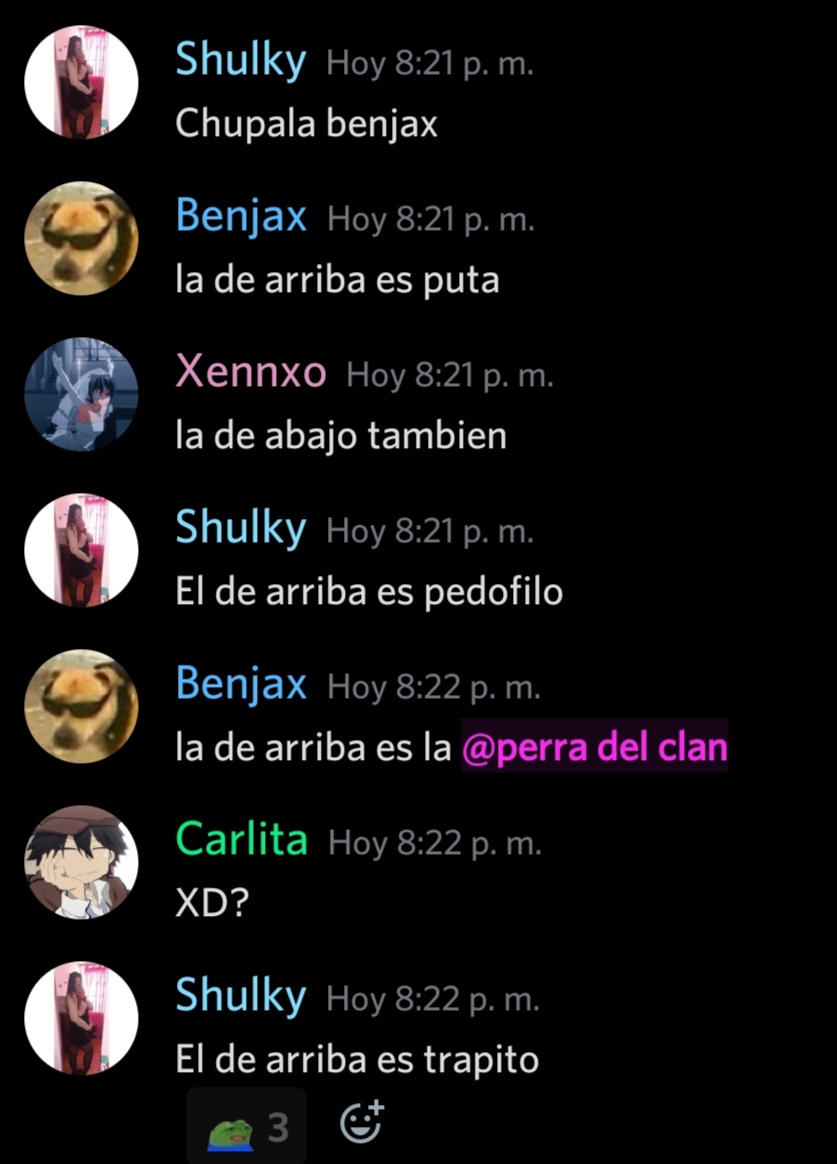 Shulky Hoy 8:21 p. m.
Chupala benjax
Benjax Hoy 8:21 p. m.
la de arriba es puta
Xennxo Hoy 8:21 p. m.
la de abajo tambien
Shulky Hoy 8:21 p. m.
El de arriba es pedofilo
Benjax Hoy 8:22 p. m.
la de arriba es la @perra del clan
Carlita Hoy 8:22 p. m.
XD?
Shulky Hoy 8:22 p. m.
El de arriba es trapito
3